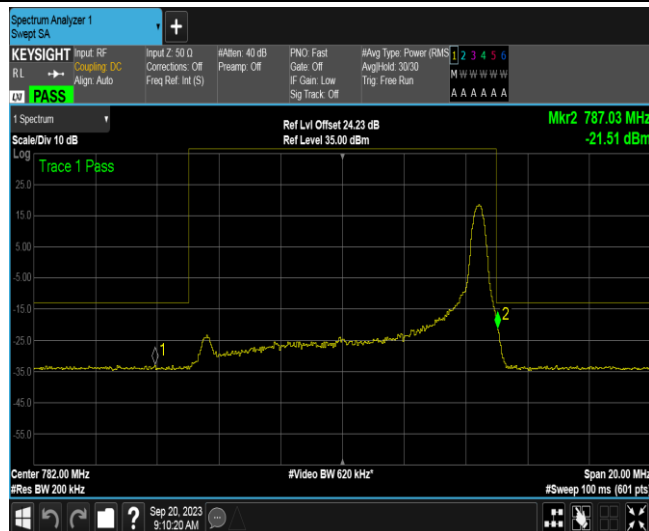 Spectrum Analyzer 1
Swept SA
+
KEYSIGHT Input: RF Input Z: 50 Ω #Atten: 40 dB PNO: Fast #Avg Type: Power (RMS 1 2 3 4 5 6
RL Coupling: DC Corrections: Off Preamp: Off Gate: Off Avg|Hold: 30/30 M W W W W W
Align: Auto Freq Ref: Int (S) IF Gain: Low Trig: Free Run
LXI PASS Sig Track: Off A A A A A A
1 Spectrum Ref Lvl Offset 24.23 dB Mkr2 787.03 MHz
Scale/Div 10 dB Ref Level 35.00 dBm -21.51 dBm
Log
Trace 1 Pass
25.0
15.0
5.00
-5.00
-15.0
2
-25.0
1
-35.0
-45.0
-55.0
Center 782.00 MHz #Video BW 620 kHz* Span 20.00 MHz
#Res BW 200 kHz #Sweep 100 ms (601 pts)
? Sep 20, 2023
9:10:20 AM